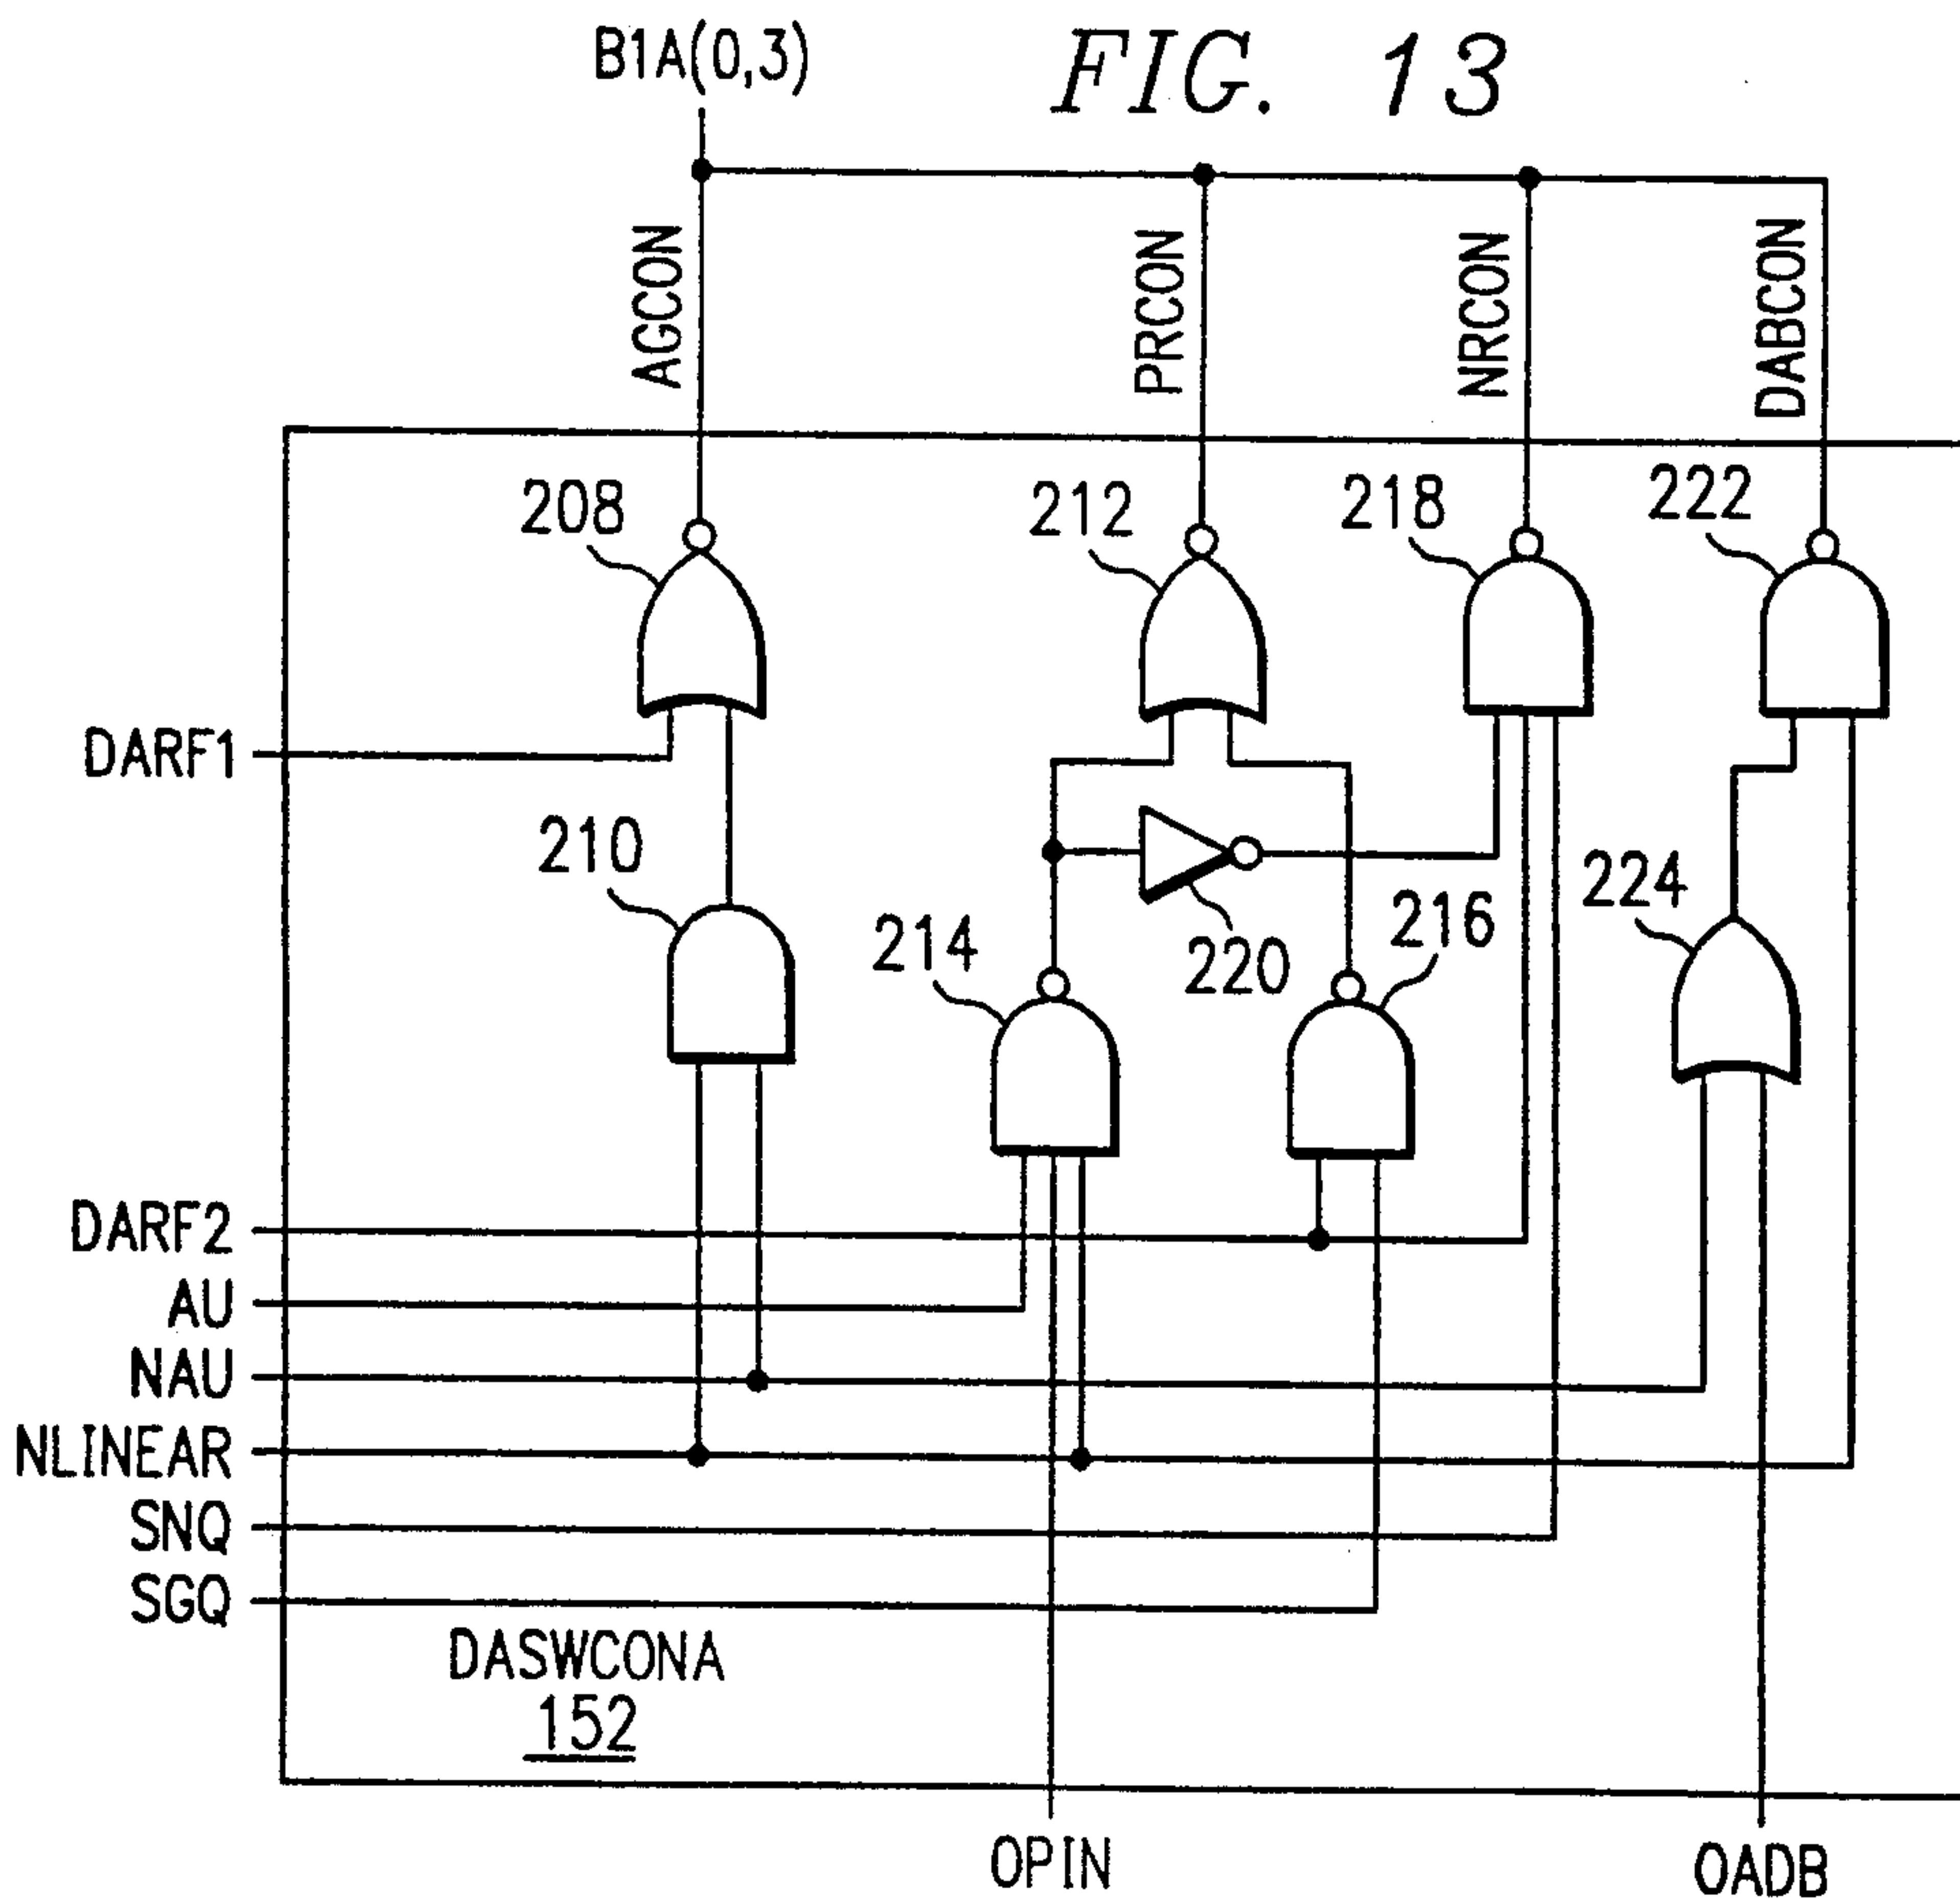 B1A(0,3)
FIG. 13
AGCON
PRCON
NRCON
DABCON
208
212
218
222
DARF1
210
214
220
216
224
DARF2
AU
NAU
NLINEAR
SNQ
SGQ
DASWCONA
152
OPIN
OADB